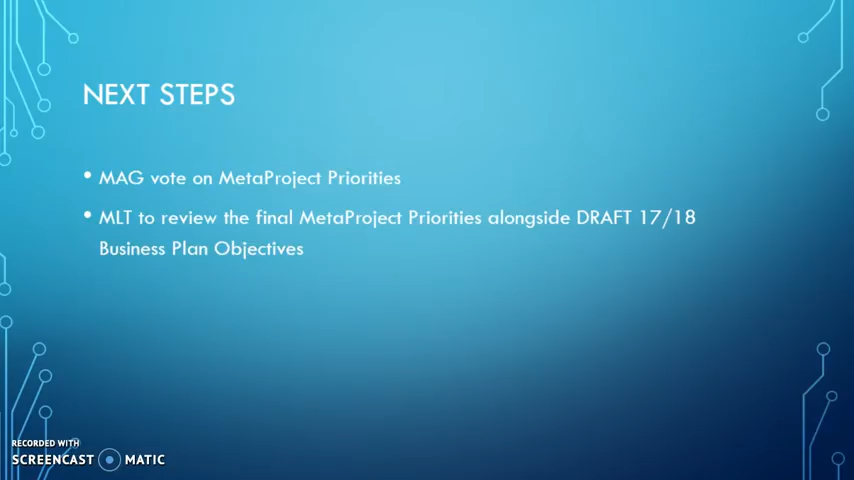 NEXT STEPS
• MAG vote on MetaProject Priorities
• MLT to review the final MetaProject Priorities alongside DRAFT 17/18
Business Plan Objectives
RECORDED WITH
SCREENCAST MATIC